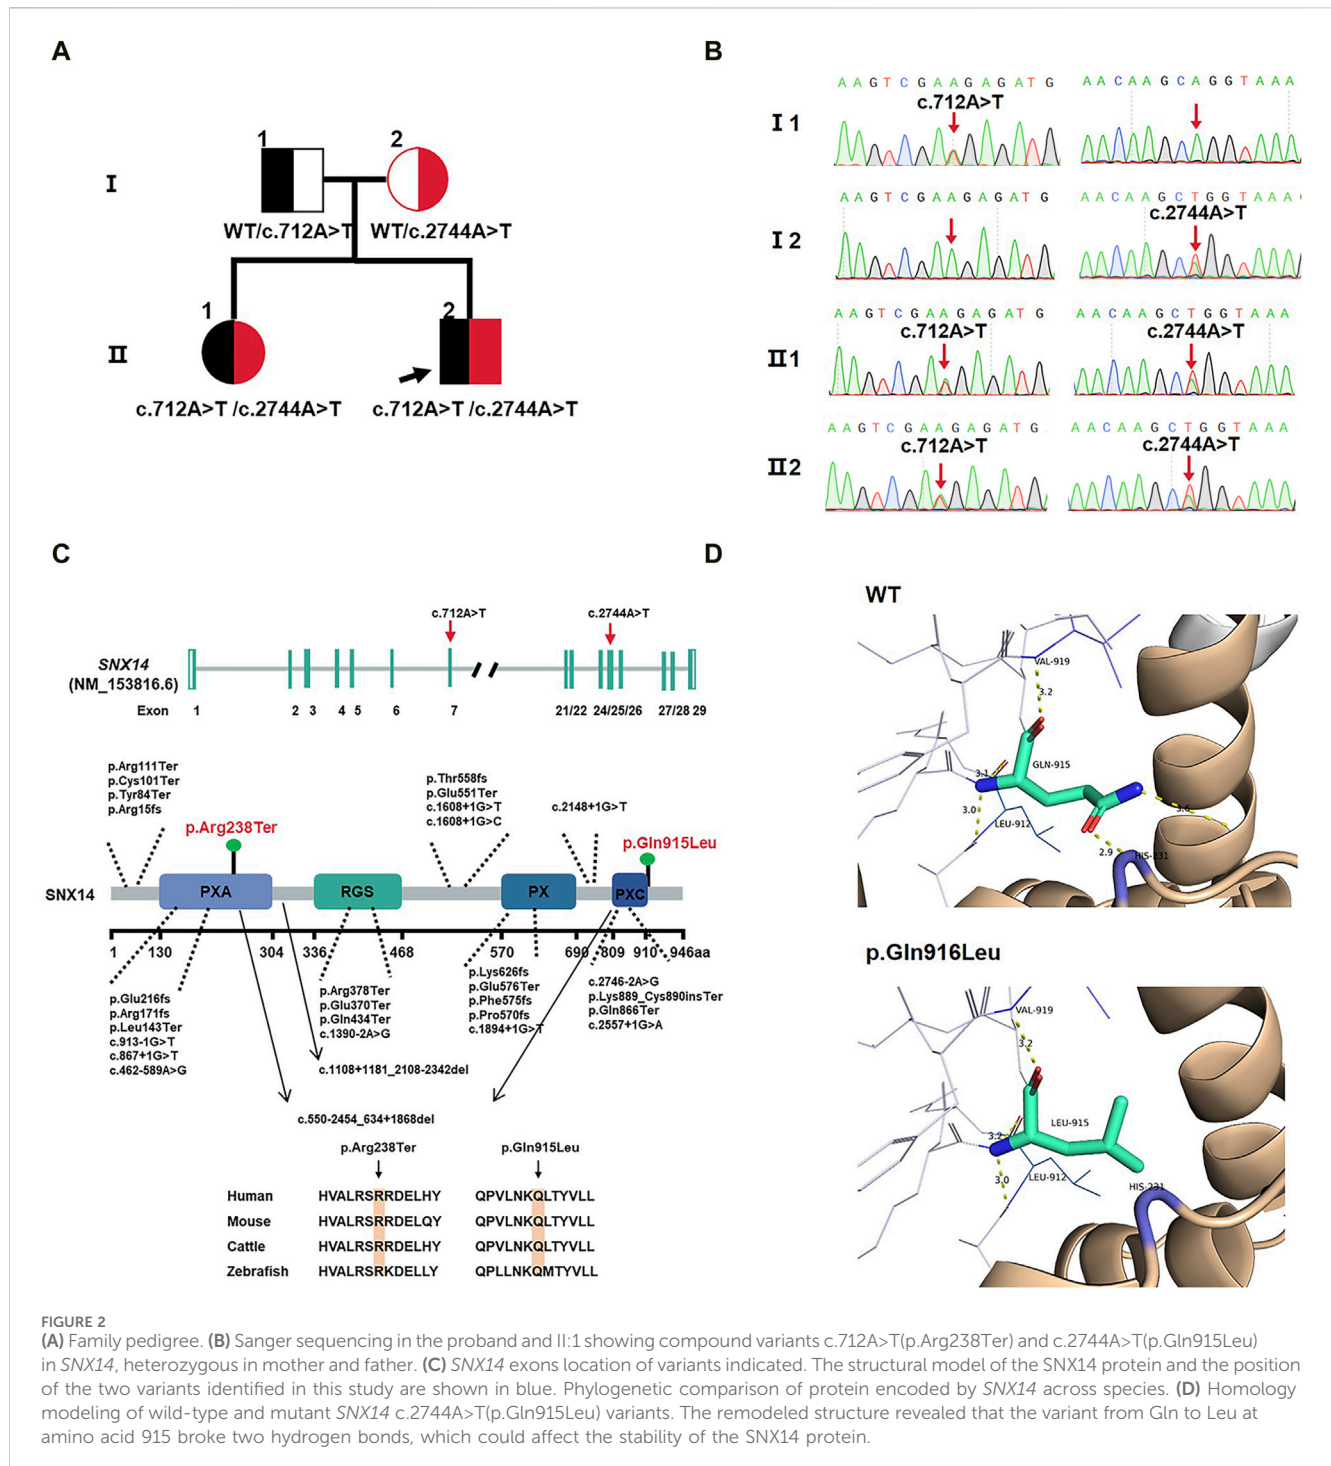 A
1
2
I
WT/c.712A>T
WT/c.2744A>T
1
2
II
c.712A>T /c.2744A>T
c.712A>T /c.2744A>T
B
A A G T C G A A G A G A T G
A A C A A G C A G G T A A A
c.712A>T
I 1
A A G T C G A A G A G A T G
A A C A A G C T G G T A A A
c.2744A>T
I 2
A A G T C G A A G A G A T G
A A C A A G C T G G T A A A
c.712A>T
c.2744A>T
II1
A A G T C G A A G A G A T G
A A C A A G C T G G T A A A
c.712A>T
c.2744A>T
II2
C
c.712A>T
c.2744A>T
SNX14
(NM_153816.6)
Exon
1
2
3
4
5
6
7
21/22
24/25/26
27/28
29
p.Arg111Ter
p.Cys101Ter
p.Tyr84Ter
p.Arg15fs
p.Thr558fs
p.Glu551Ter
c.1608+1G>T
c.1608+1G>C
c.2148+1G>T
p.Arg238Ter
p.Gln915Leu
SNX14
PXA
RGS
PX
PXC
1
130
304
336
468
570
690
809
910
946aa
p.Glu216fs
p.Arg171fs
p.Leu143Ter
c.913-1G>T
c.867+1G>T
c.462-589A>G
p.Arg378Ter
p.Glu370Ter
p.Gln434Ter
c.1390-2A>G
p.Lys626fs
p.Glu576Ter
p.Phe575fs
p.Pro570fs
c.1894+1G>T
c.2746-2A>G
p.Lys889_Cys890insTer
p.Gln866Ter
c.2557+1G>A
c.1108+1181_2108-2342del
c.550-2454_634+1868del
p.Arg238Ter
p.Gln915Leu
Human HVALRSRRDELHY QPVLNKQLTYVLL
Mouse HVALRSRRDELQY QPVLNKQLTYVLL
Cattle HVALRSRRDELHY QPVLNKQLTYVLL
Zebrafish HVALRSRKDELLY QPLLNKQMTYVLL
D
WT
VAL-919
3.2
GLN-915
3.1
3.0
LEU-912
3.6
2.9
HIS-231
p.Gln916Leu
VAL-919
3.2
LEU-915
3.2
LEU-912
3.0
HIS-231
FIGURE 2
(A) Family pedigree. (B) Sanger sequencing in the proband and II:1 showing compound variants c.712A>T(p.Arg238Ter) and c.2744A>T(p.Gln915Leu)
in SNX14, heterozygous in mother and father. (C) SNX14 exons location of variants indicated. The structural model of the SNX14 protein and the position
of the two variants identified in this study are shown in blue. Phylogenetic comparison of protein encoded by SNX14 across species. (D) Homology
modeling of wild-type and mutant SNX14 c.2744A>T(p.Gln915Leu) variants. The remodeled structure revealed that the variant from Gln to Leu at
amino acid 915 broke two hydrogen bonds, which could affect the stability of the SNX14 protein.